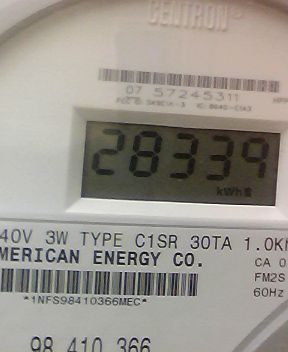 CENTRON®
07 57245311
28339
kWh
40V 3W TYPE C1SR 30TA 1.0K
MERICAN ENERGY CO.
CA 0.
FM2S
60Hz
*1NFS98410366MEC*
98 410 366